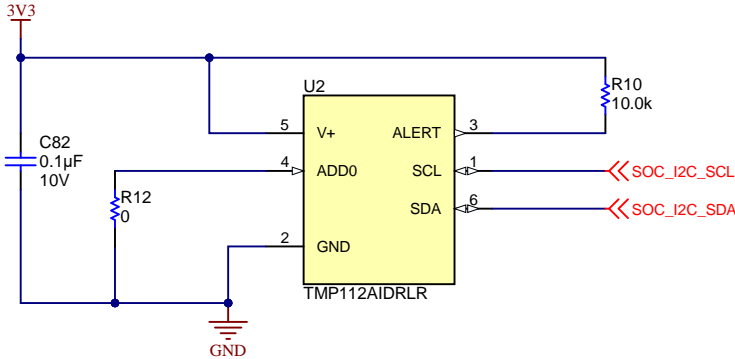 3V3
U2
R10
10.0k
C82
0.1µF
10V
5
V+
ALERT
3
4
ADD0
SCL
1
SOC_I2C_SCL
R12
0
SDA
6
SOC_I2C_SDA
2
GND
TMP112AIDRLR
GND